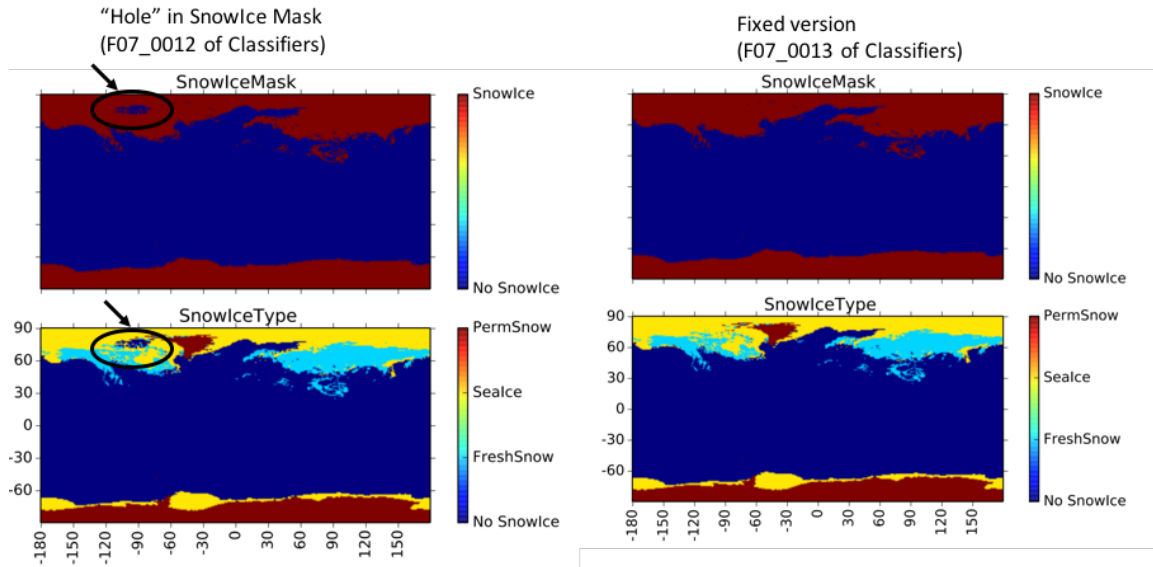 “Hole” in SnowIce Mask
(F07_0012 of Classifiers)
SnowIceMask
SnowIce
No SnowIce
SnowIceType
90
60
30
0
-30
-60
-180
-150
-120
-90
-60
-30
0
30
60
90
120
150
PermSnow
SeaIce
FreshSnow
No SnowIce
Fixed version
(F07_0013 of Classifiers)
SnowIceMask
SnowIce
No SnowIce
SnowIceType
90
60
30
0
-30
-60
-180
-150
-120
-90
-60
-30
0
30
60
90
120
150
PermSnow
SeaIce
FreshSnow
No SnowIce